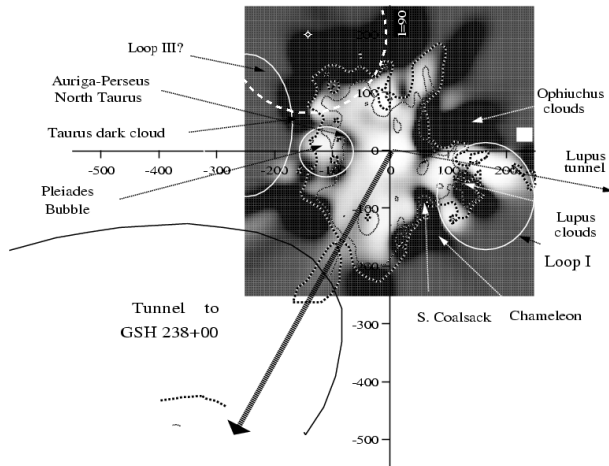 l=90
Loop III?
Auriga-Perseus
North Taurus
Taurus dark cloud
Pleiades
Bubble
Ophiuchus
clouds
Lupus
tunnel
Lupus
clouds
Loop I
S. Coalsack
Chameleon
Tunnel to
GSH 238+00
200
100
0
-100
-300
-400
-500
-500
-400
-300
-200
-100
0
100
200